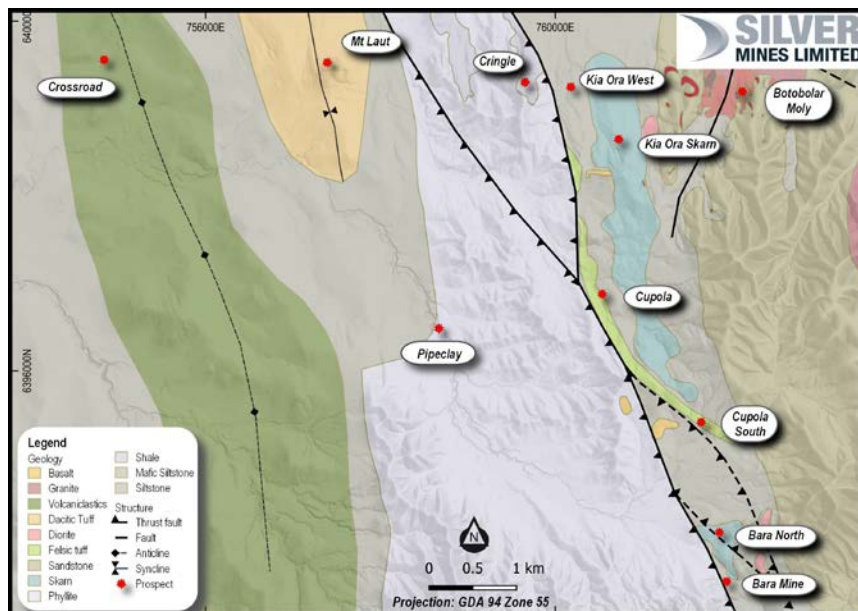 756000E
760000E
640000
6396000N
SILVER
MINES LIMITED
Crossroad
Mt Laut
Cringle
Kia Ora West
Botobolar
Moly
Kia Ora Skarn
Cupola
Pipeclay
Cupola
South
Bara North
Bara Mine
Legend
Geology
Basalt
Granite
Volcaniclastics
Dacitic Tuff
Diorite
Felsic tuff
Sandstone
Skarn
Phyllite
Shale
Mafic Siltstone
Siltstone
Structure
Thrust fault
Fault
Anticline
Syncline
Prospect
N
0 0.5 1 km
Projection: GDA 94 Zone 55